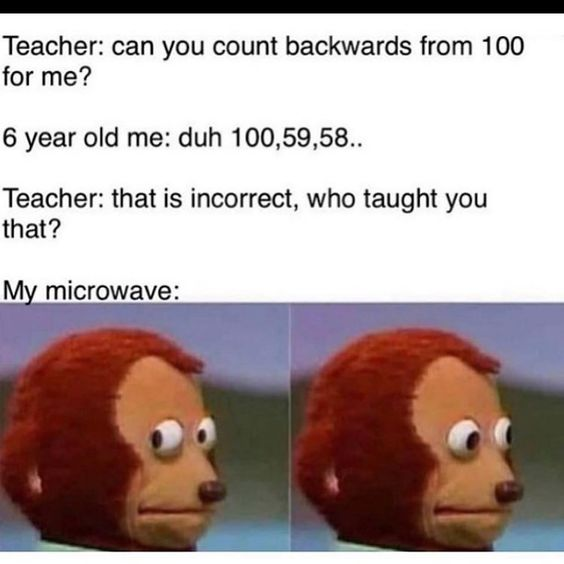 Teacher: can you count backwards from 100
for me?
6 year old me: duh 100,59,58..
Teacher: that is incorrect, who taught you
that?
My microwave: